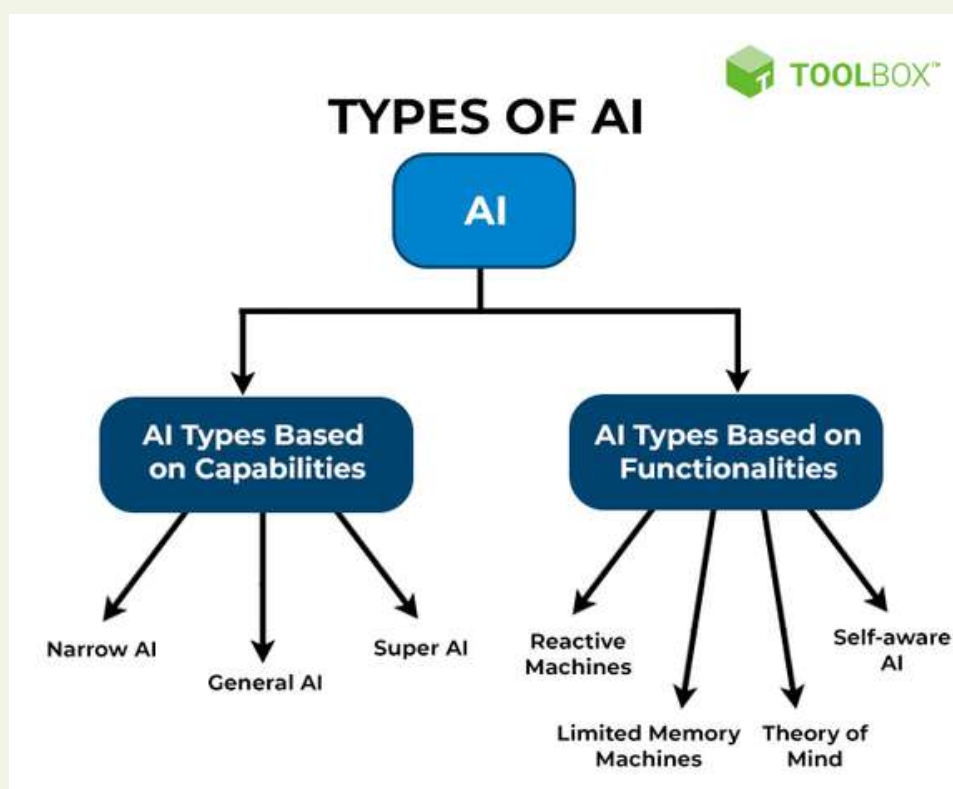 TOOLBOX™
TYPES OF AI
AI
AI Types Based
on Capabilities
AI Types Based on
Functionalities
Narrow AI
General AI
Super AI
Reactive
Machines
Limited Memory
Machines
Theory of
Mind
Self-aware
AI